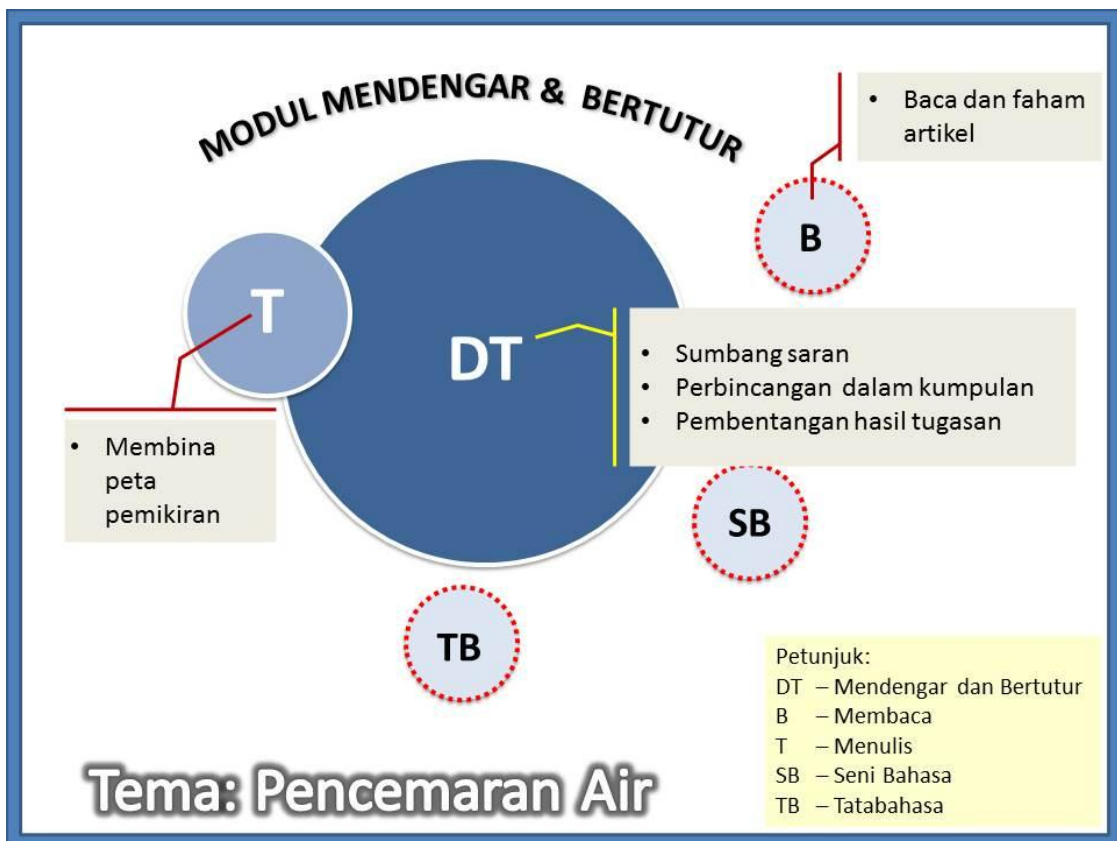 MODUL MENDENGAR & BERTUTUR
• Baca dan faham
artikel
B
T
DT
• Sumbang saran
• Perbincangan dalam kumpulan
• Pembentangan hasil tugasan
• Membina
peta
pemikiran
SB
TB
Petunjuk:
DT – Mendengar dan Bertutur
B – Membaca
T – Menulis
SB – Seni Bahasa
TB – Tatabahasa
Tema: Pencemaran Air